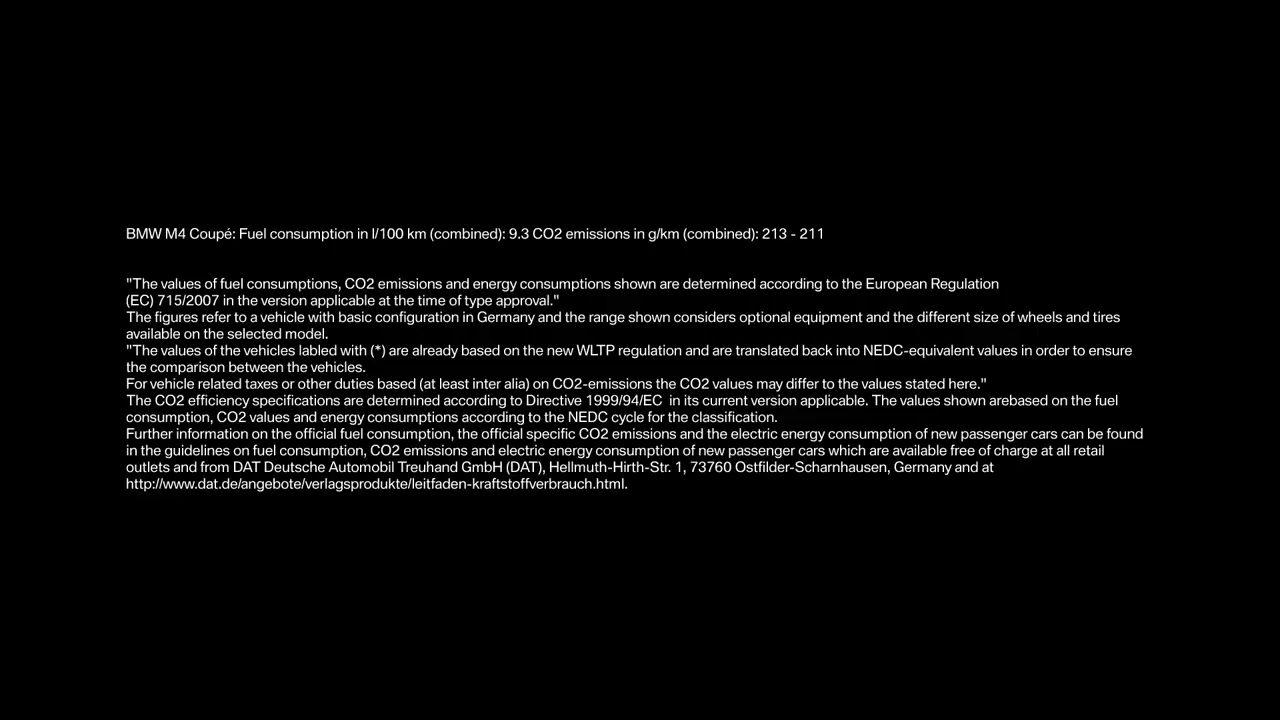 BMW M4 Coupé: Fuel consumption in l/100 km (combined): 9.3 CO2 emissions in g/km (combined): 213 - 211
"The values of fuel consumptions, CO2 emissions and energy consumptions shown are determined according to the European Regulation
(EC) 715/2007 in the version applicable at the time of type approval."
The figures refer to a vehicle with basic configuration in Germany and the range shown considers optional equipment and the different size of wheels and tires
available on the selected model.
"The values of the vehicles labled with (*) are already based on the new WLTP regulation and are translated back into NEDC-equivalent values in order to ensure
the comparison between the vehicles.
For vehicle related taxes or other duties based (at least inter alia) on CO2-emissions the CO2 values may differ to the values stated here."
The CO2 efficiency specifications are determined according to Directive 1999/94/EC  in its current version applicable. The values shown arebased on the fuel
consumption, CO2 values and energy consumptions according to the NEDC cycle for the classification.
Further information on the official fuel consumption, the official specific CO2 emissions and the electric energy consumption of new passenger cars can be found
in the guidelines on fuel consumption, CO2 emissions and electric energy consumption of new passenger cars which are available free of charge at all retail
outlets and from DAT Deutsche Automobil Treuhand GmbH (DAT), Hellmuth-Hirth-Str. 1, 73760 Ostfilder-Scharnhausen, Germany and at
http://www.dat.de/angebote/verlagsprodukte/leitfaden-kraftstoffverbrauch.html.